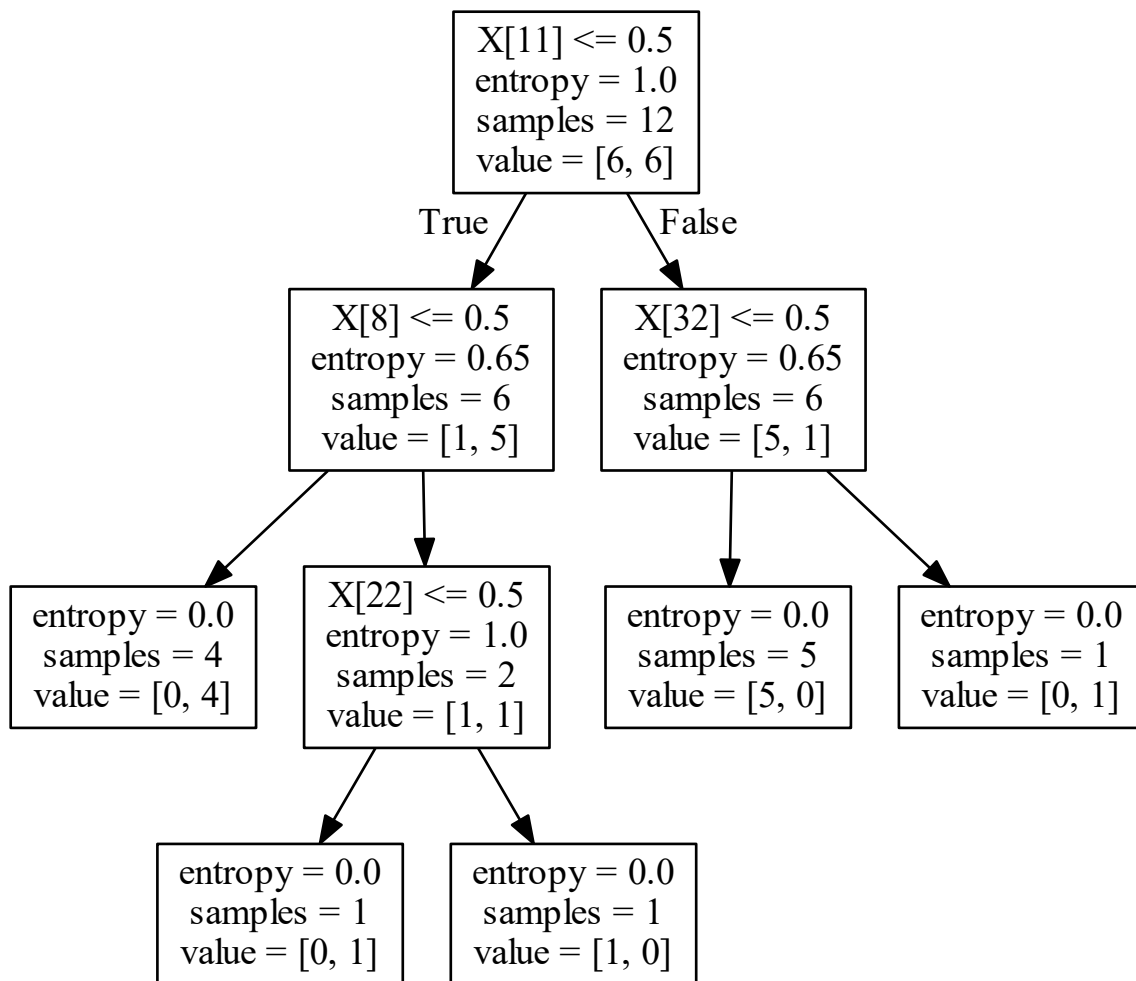 X[11] <= 0.5
entropy = 1.0
samples = 12
value = [6, 6]
True
False
X[8] <= 0.5
entropy = 0.65
samples = 6
value = [1, 5]
X[32] <= 0.5
entropy = 0.65
samples = 6
value = [5, 1]
entropy = 0.0
samples = 4
value = [0, 4]
X[22] <= 0.5
entropy = 1.0
samples = 2
value = [1, 1]
entropy = 0.0
samples = 5
value = [5, 0]
entropy = 0.0
samples = 1
value = [0, 1]
entropy = 0.0
samples = 1
value = [0, 1]
entropy = 0.0
samples = 1
value = [1, 0]